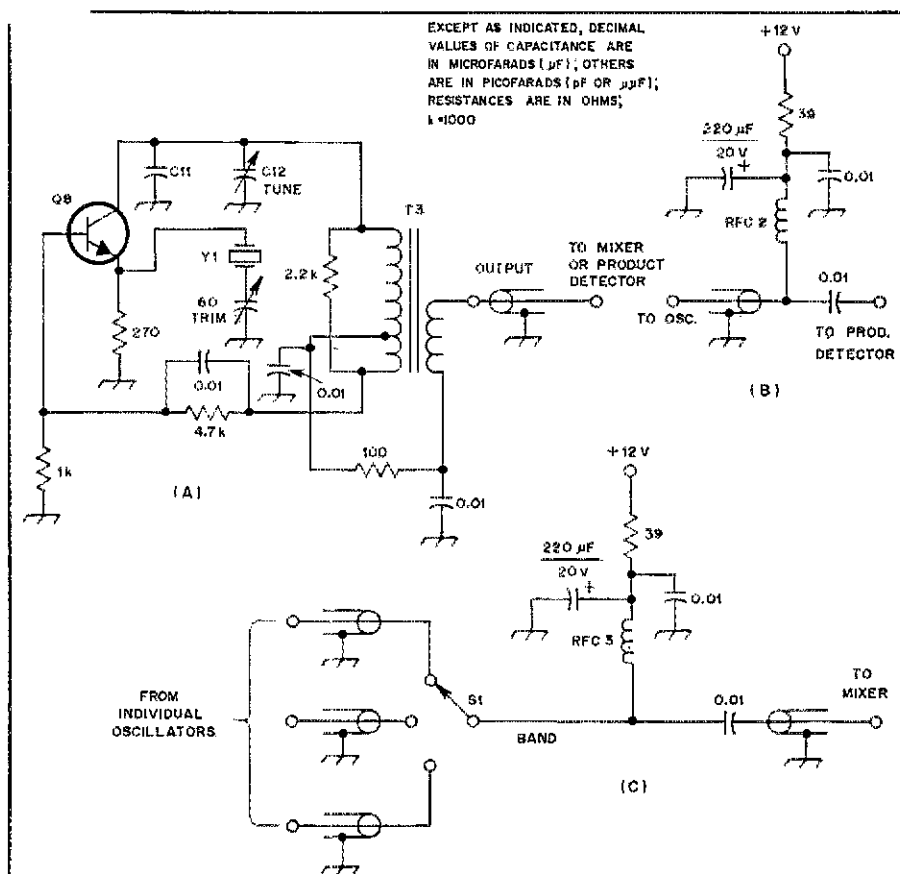 EXCEPT AS INDICATED, DECIMAL
VALUES OF CAPACITANCE ARE
IN MICROFARADS (µF); OTHERS
ARE IN PICOFARADS (pF OR µµF);
RESISTANCES ARE IN OHMS;
k=1000
Q8
C11
C12
TUNE
Y1
60
TRIM
270
0.01
4.7k
1k
(A)
2.2k
T3
0.01
100
0.01
OUTPUT
TO MIXER
OR PRODUCT
DETECTOR
+12V
39
220 µF
20V
+
0.01
RFC 2
TO OSC.
0.01
TO PROD.
DETECTOR
(B)
+12V
39
220 µF
20V
+
0.01
RFC 3
FROM
INDIVIDUAL
OSCILLATORS
S1
BAND
0.01
TO
MIXER
(C)